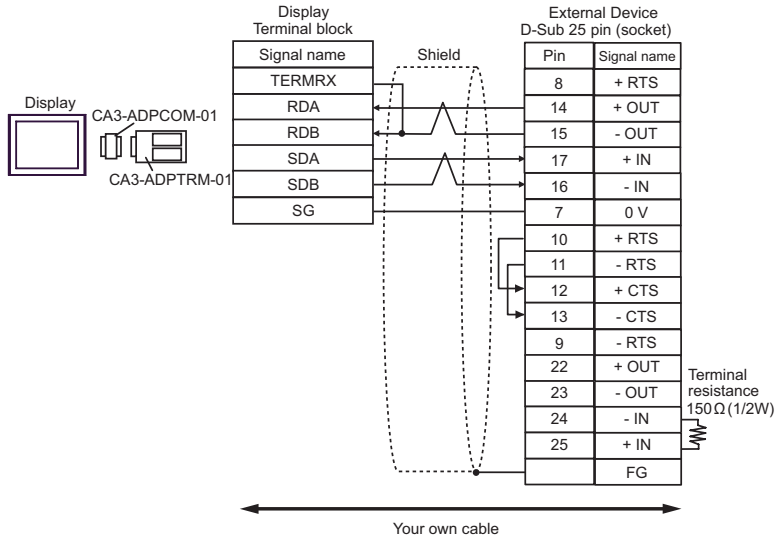 Display
Terminal block
External Device
D-Sub 25 pin (socket)
Signal name
Shield
Pin
Signal name
TERMRX
8
+ RTS
Display
CA3-ADPCOM-01
RDA
14
+ OUT
RDB
15
- OUT
SDA
17
+ IN
CA3-ADPTRM-01
SDB
16
- IN
SG
7
0 V
10
+ RTS
11
- RTS
12
+ CTS
13
- CTS
9
- RTS
22
+ OUT
23
- OUT
24
- IN
25
+ IN
FG
Terminal
resistance
150Ω(1/2W)
Your own cable